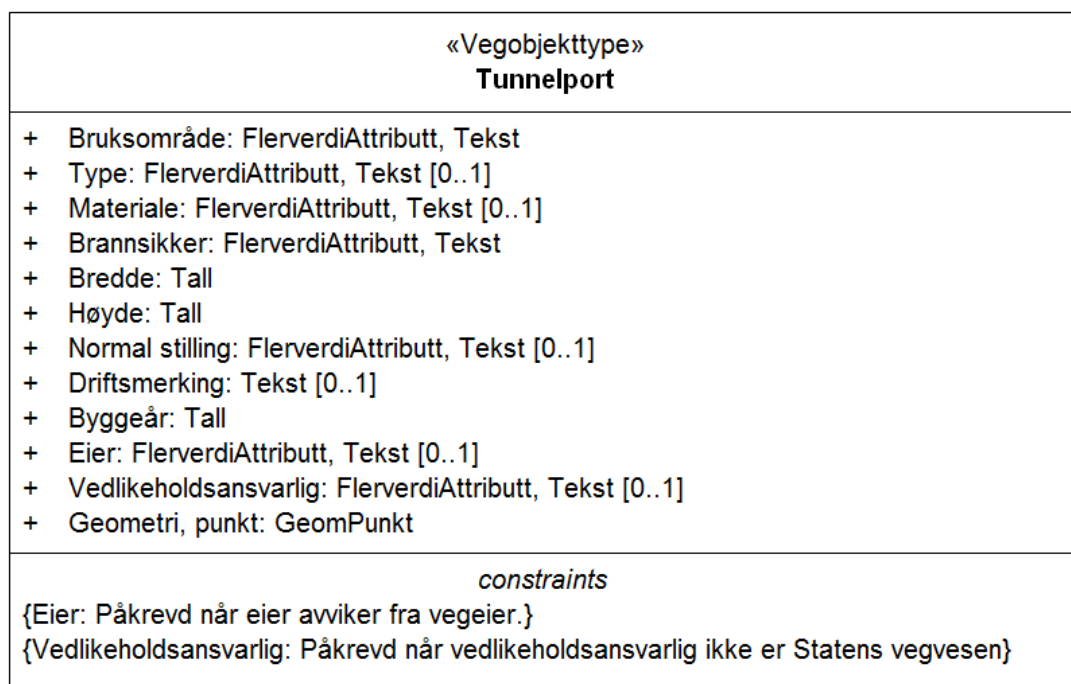 «Vegobjekttype»
Tunnelport
+ Bruksområde: FlerverdiAttributt, Tekst
+ Type: FlerverdiAttributt, Tekst [0..1]
+ Materiale: FlerverdiAttributt, Tekst [0..1]
+ Brannsikker: FlerverdiAttributt, Tekst
+ Bredde: Tall
+ Høyde: Tall
+ Normal stilling: FlerverdiAttributt, Tekst [0..1]
+ Driftsmerking: Tekst [0..1]
+ Byggeår: Tall
+ Eier: FlerverdiAttributt, Tekst [0..1]
+ Vedlikeholdsansvarlig: FlerverdiAttributt, Tekst [0..1]
+ Geometri, punkt: GeomPunkt
constraints
{Eier: Påkrevd når eier avviker fra vegeier.}
{Vedlikeholdsansvarlig: Påkrevd når vedlikeholdsansvarlig ikke er Statens vegvesen}